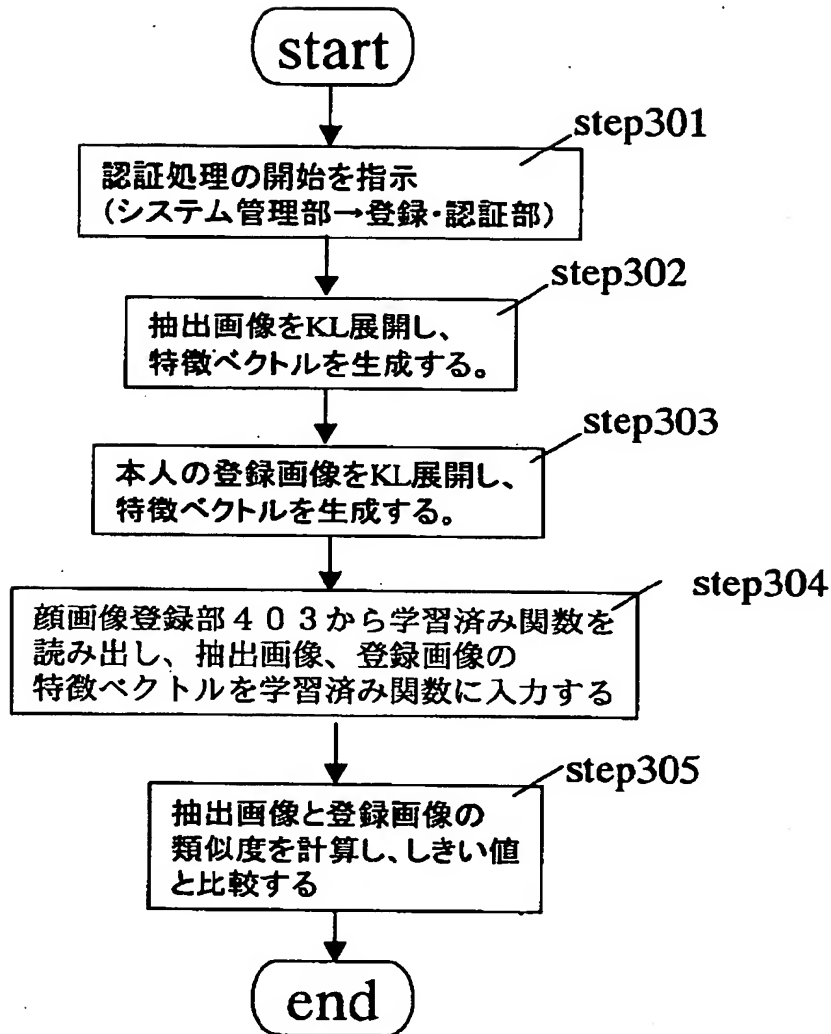 start
step301
認証処理の開始を指示
(システム管理部→登録・認証部)
step302
抽出画像をKL展開し、
特徴ベクトルを生成する。
step303
本人の登録画像をKL展開し、
特徴ベクトルを生成する。
step304
顔画像登録部403から学習済み関数を
読み出し、抽出画像、登録画像の
特徴ベクトルを学習済み関数に入力する
step305
抽出画像と登録画像の
類似度を計算し、しきい値
と比較する
end